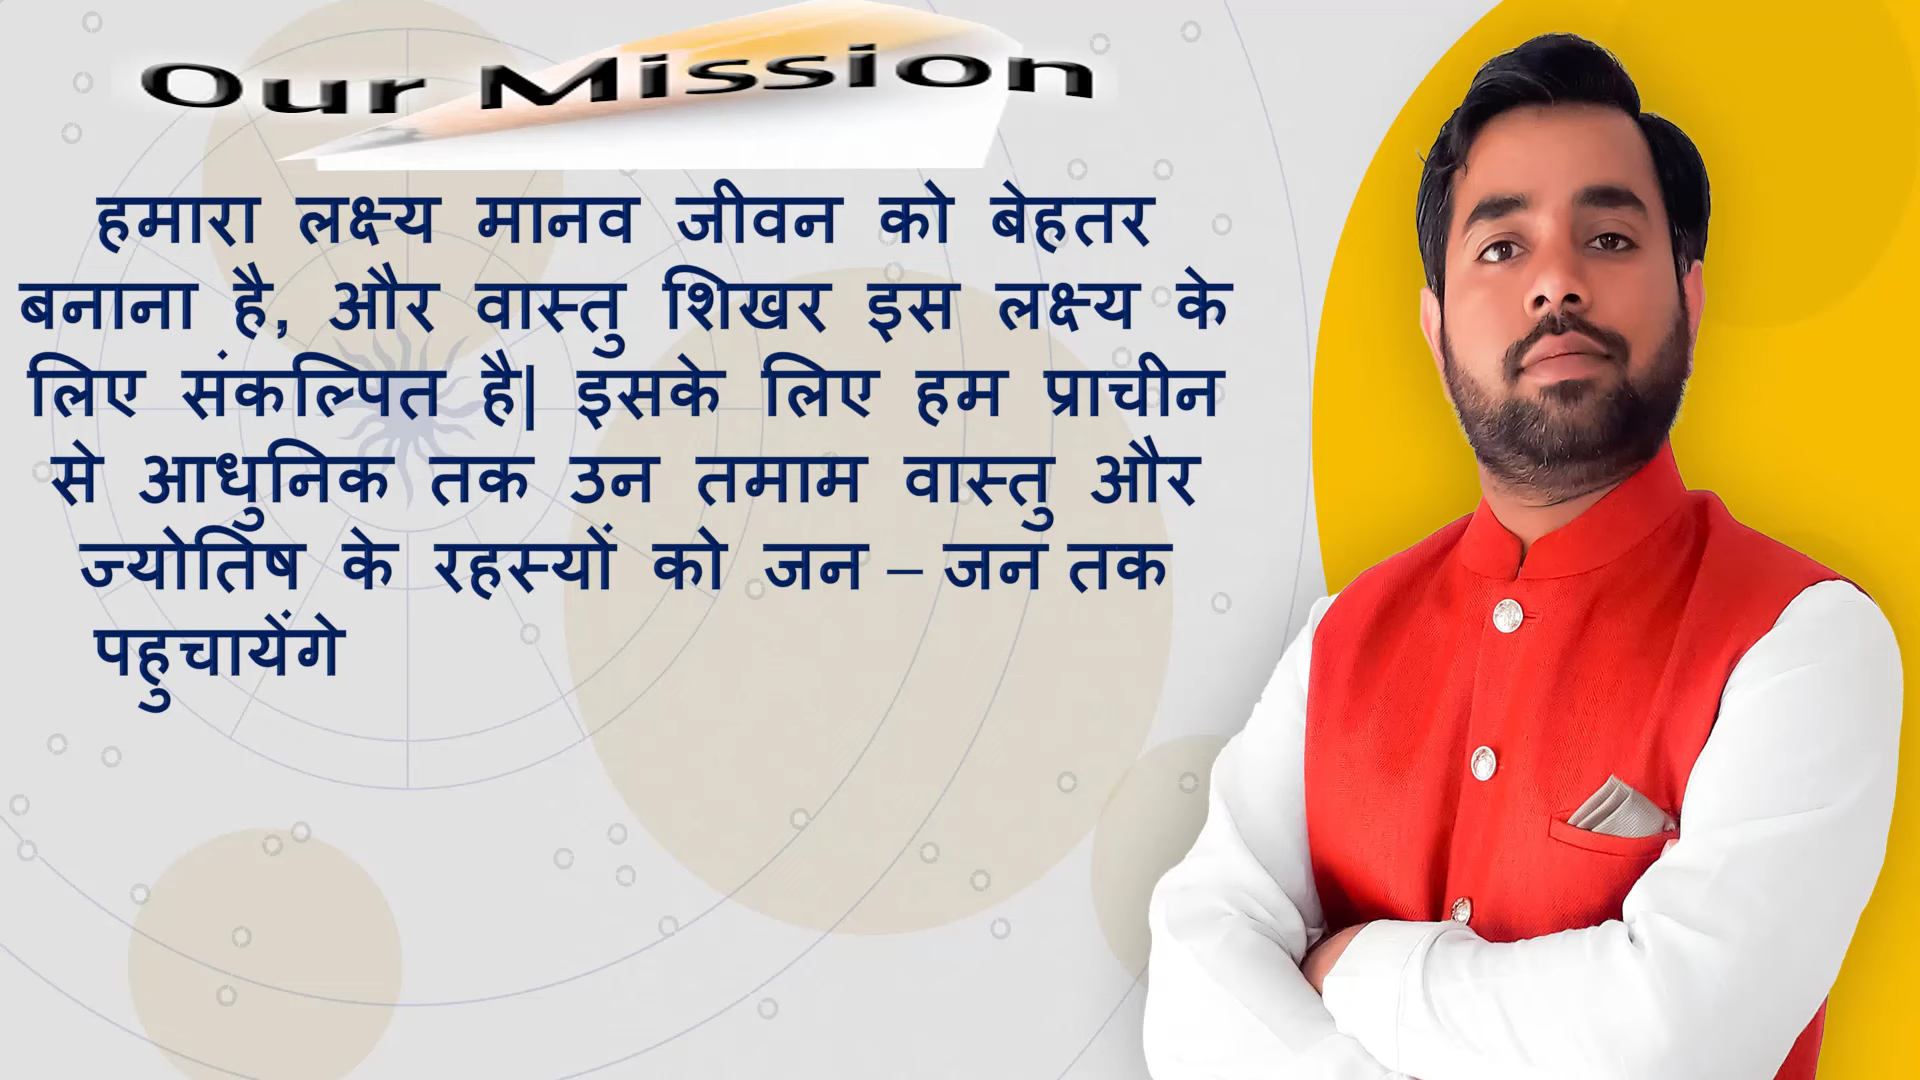 Our Mission
हमारा लक्ष्य मानव जीवन को बेहतर
बनाना है, और वास्तु शिखर इस लक्ष्य के
लिए संकल्पित है| इसके लिए हम प्राचीन
से आधुनिक तक उन तमाम वास्तु और
ज्योतिष के रहस्यों को जन – जन तक
पहुचायेंगे